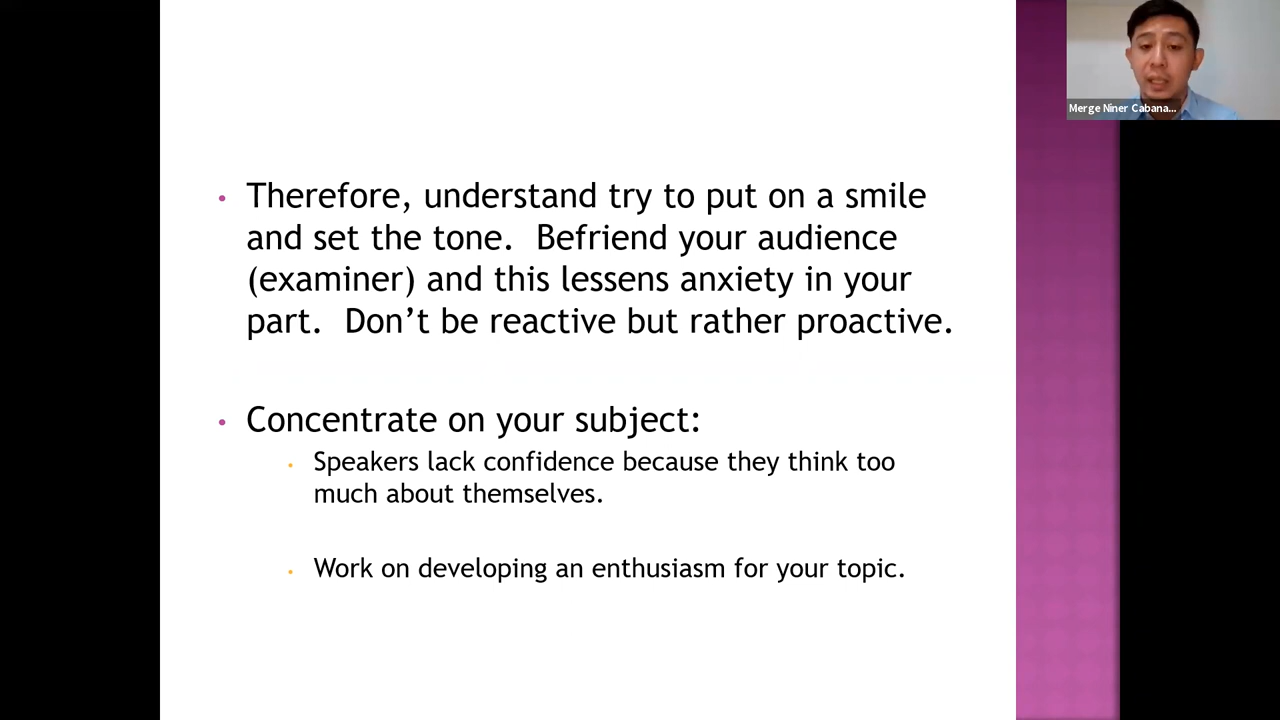 Merge Niner Cabana...
• Therefore, understand try to put on a smile
and set the tone.  Befriend your audience
(examiner) and this lessens anxiety in your
part.  Don’t be reactive but rather proactive.
• Concentrate on your subject:
• Speakers lack confidence because they think too
much about themselves.
• Work on developing an enthusiasm for your topic.